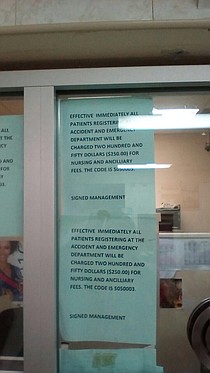 EFFECTIVE IMMEDIATELY ALL
PATIENTS REGISTERING
ACCIDENT AND EMERGENCY
DEPARTMENT WILL BE
CHARGED TWO HUNDRED AND
FIFTY DOLLARS ($250.00) FOR
NURSING AND ANCILLIARY
FEES. THE CODE IS 5050003.
SIGNED MANAGEMENT
EFFECTIVE IMMEDIATELY ALL
PATIENTS REGISTERING AT THE
ACCIDENT AND EMERGENCY
DEPARTMENT WILL BE
CHARGED TWO HUNDRED AND
FIFTY DOLLARS ($250.00) FOR
NURSING AND ANCILLIARY
FEES. THE CODE IS 5050003.
SIGNED MANAGEMENT